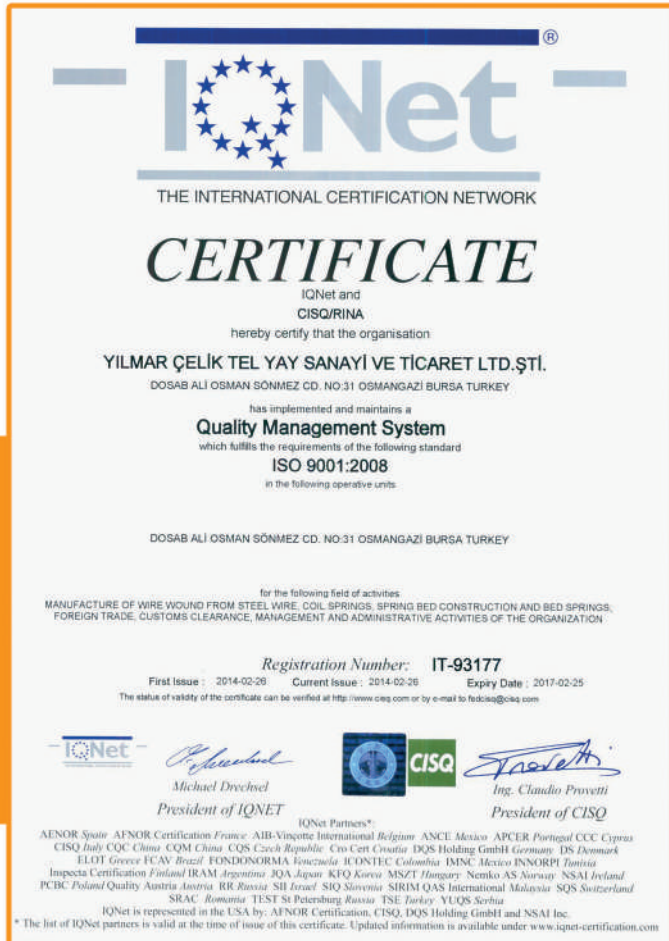 IQNet®
THE INTERNATIONAL CERTIFICATION NETWORK
CERTIFICATE
IQNet and
CISQ/RINA
hereby certify that the organisation
YILMAR ÇELİK TEL YAY SANAYİ VE TİCARET LTD.ŞTİ.
DOSAB ALİ OSMAN SÖNMEZ CD. NO:31 OSMANGAZİ BURSA TURKEY
has implemented and maintains a
Quality Management System
which fulfills the requirements of the following standard
ISO 9001:2008
in the following operative units
DOSAB ALİ OSMAN SÖNMEZ CD. NO:31 OSMANGAZİ BURSA TURKEY
for the following field of activities
MANUFACTURE OF WIRE WOUND FROM STEEL WIRE, COIL SPRINGS, SPRING BED CONSTRUCTION AND BED SPRINGS,
FOREIGN TRADE, CUSTOMS CLEARANCE, MANAGEMENT AND ADMINISTRATIVE ACTIVITIES OF THE ORGANIZATION
Registration Number: IT-93177
First Issue : 2014-02-26 Current Issue : 2014-02-26 Expiry Date : 2017-02-25
The status of validity of the certificate can be verified at http://www.cisq.com or by e-mail to fedcisq@cisq.com
IQNet
CISQ
Michael Drechsel
Ing. Claudio Provetti
President of IQNET
President of CISQ
IQNet Partners*:
AENOR Spain AFNOR Certification France AIB-Vinçotte International Belgium ANCE Mexico APCER Portugal CCC Cyprus
CISQ Italy CQC China CQM China CQS Czech Republic Cro Cert Croatia DQS Holding GmbH Germany DS Denmark
ELOT Greece FCAV Brazil FONDONORMA Venezuela ICONTEC Colombia IMNC Mexico INNORPI Tunisia
Inspecta Certification Finland IRAM Argentina JQA Japan KFQ Korea MSZT Hungary Nemko AS Norway NSAI Ireland
PCBC Poland Quality Austria Austria RR Russia SII Israel SIQ Slovenia SIRIM QAS International Malaysia SQS Switzerland
SRAC Romania TEST St Petersburg Russia TSE Turkey YUQS Serbia
IQNet is represented in the USA by: AFNOR Certification, CISQ, DQS Holding GmbH and NSAI Inc.
* The list of IQNet partners is valid at the time of issue of this certificate. Updated information is available under www.iqnet-certification.com